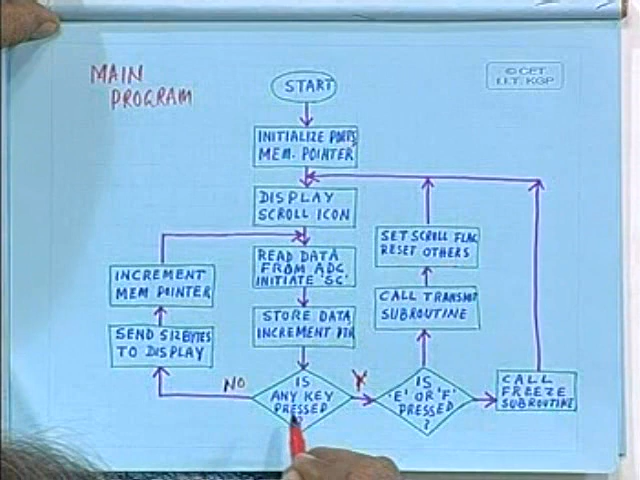 MAIN
PROGRAM
© CET
I.I.T. KGP
START
INITIALIZE PORTS
MEM. POINTER
DISPLAY
SCROLL ICON
READ DATA
FROM ADC
INITIATE 'SC'
STORE DATA
INCREMENT PTR
IS
ANY KEY
PRESSED
?
NO
Y
INCREMENT
MEM POINTER
SEND 512 BYTES
TO DISPLAY
SET SCROLL FLAG
RESET OTHERS
CALL TRANSMIT
SUBROUTINE
IS
'E' OR 'F'
PRESSED
?
CALL
FREEZE
SUBROUTINE